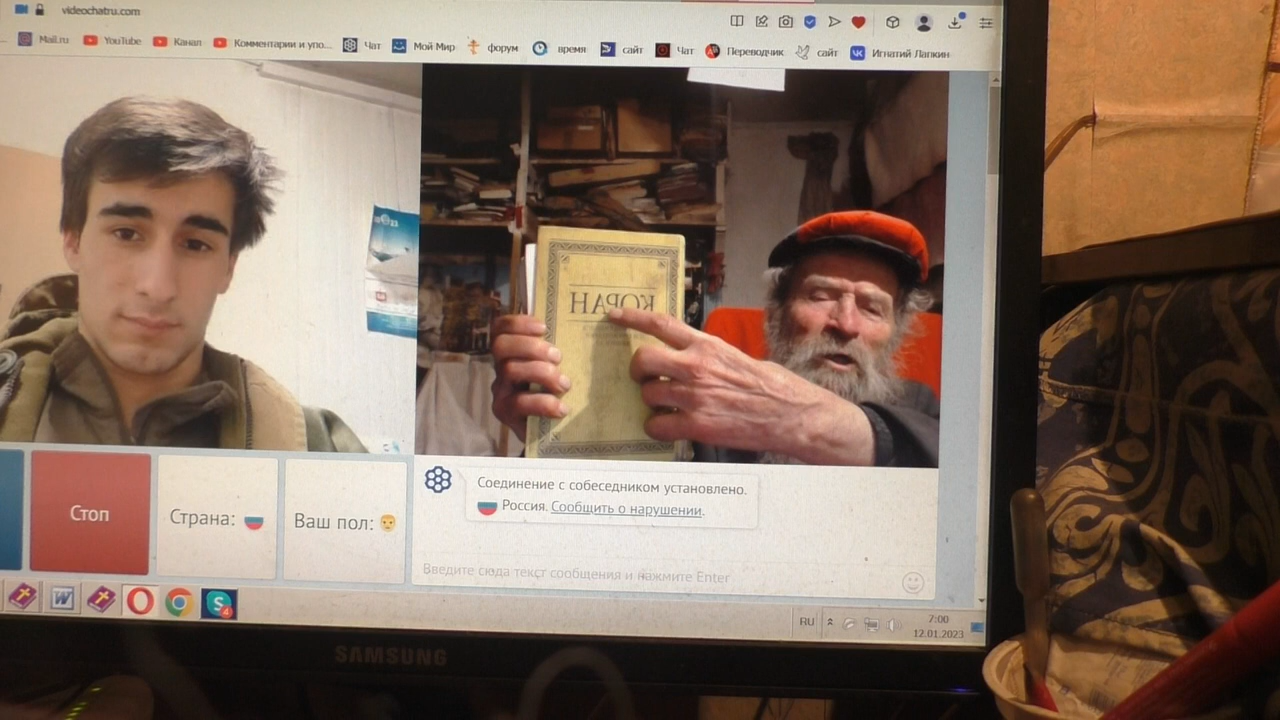 videochatru.com
Mail.ru YouTube Канал Комментарии и упо... Чат Мой Мир форум время сайт Чат Переводчик сайт Игнатий Лапкин
КОРАН
Соединение с собеседником установлено.
Россия. Сообщить о нарушении.
Стоп
Страна:
Ваш пол:
Введите сюда текст сообщения и нажмите Enter
RU
7:00
12.01.2023
SAMSUNG